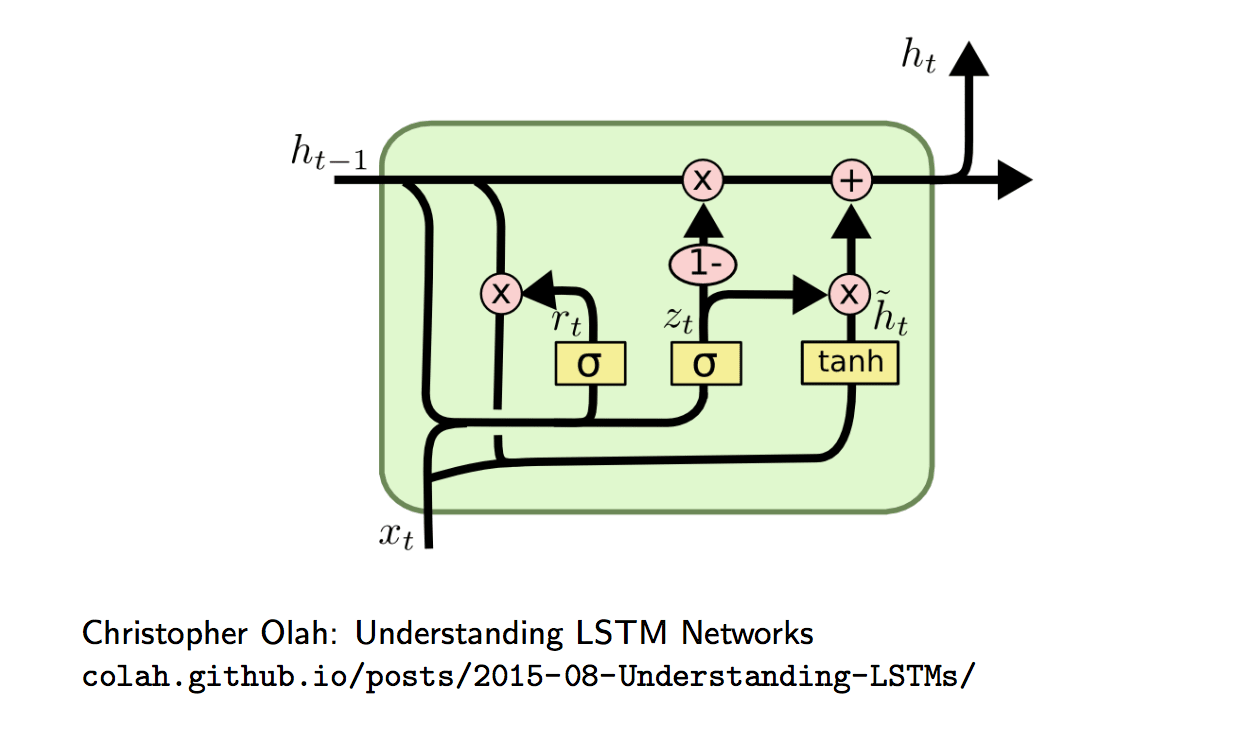 h_t
h_{t−1}
x
+
1-
x
x
r_t
z_t
h̃_t
σ
σ
tanh
x_t
Christopher Olah: Understanding LSTM Networks
colah.github.io/posts/2015-08-Understanding-LSTMs/